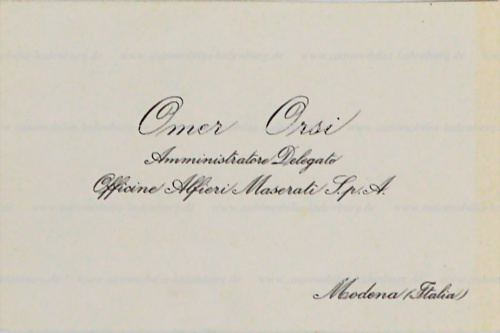 Omer Orsi
Amministratore Delegato
Officine Alfieri Maserati S.p.A.
Modena (Italia)